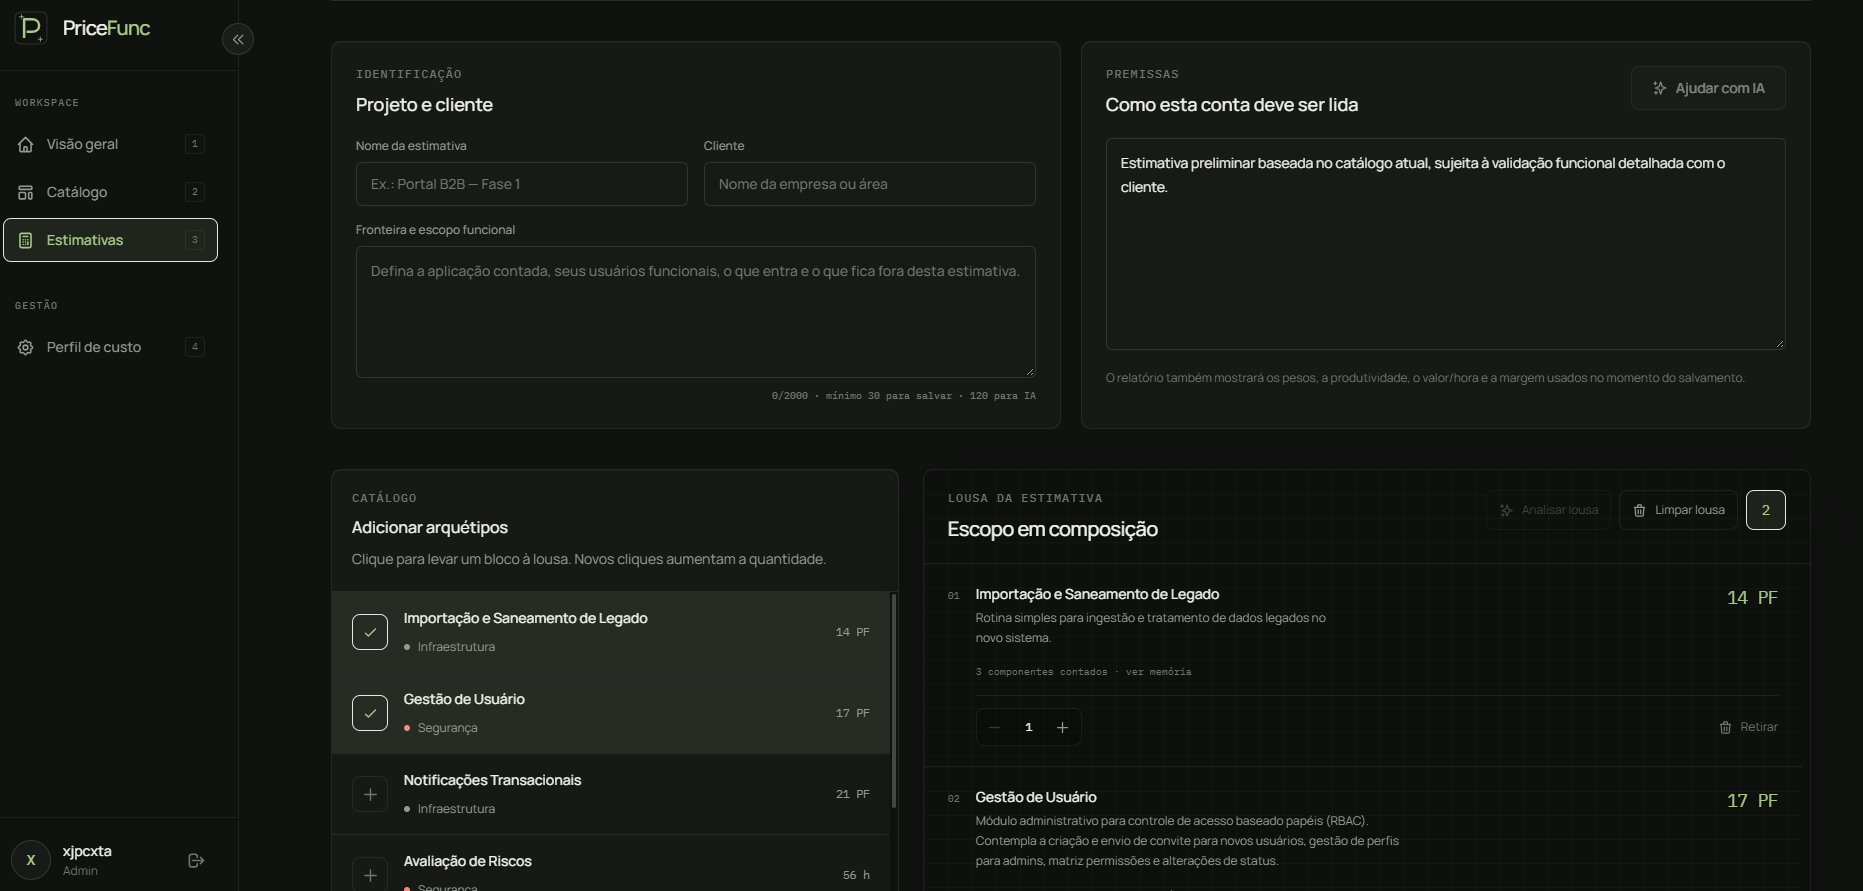 PriceFunc
WORKSPACE
Visão geral
1
Catálogo
2
Estimativas
3
GESTÃO
Perfil de custo
4
X
xjpcxta
Admin
IDENTIFICAÇÃO
Projeto e cliente
Nome da estimativa
Cliente
Ex.: Portal B2B — Fase 1
Nome da empresa ou área
Fronteira e escopo funcional
Defina a aplicação contada, seus usuários funcionais, o que entra e o que fica fora desta estimativa.
0/2000 · mínimo 30 para salvar · 120 para IA
PREMISSAS
Como esta conta deve ser lida
Ajudar com IA
Estimativa preliminar baseada no catálogo atual, sujeita à validação funcional detalhada com o
cliente.
O relatório também mostrará os pesos, a produtividade, o valor/hora e a margem usados no momento do salvamento.
CATÁLOGO
Adicionar arquétipos
Clique para levar um bloco à lousa. Novos cliques aumentam a quantidade.
Importação e Saneamento de Legado
Infraestrutura
14 PF
Gestão de Usuário
Segurança
17 PF
Notificações Transacionais
Infraestrutura
21 PF
Avaliação de Riscos
Segurança
56 h
LOUSA DA ESTIMATIVA
Escopo em composição
Analisar lousa
Limpar lousa
2
01
Importação e Saneamento de Legado
14 PF
Rotina simples para ingestão e tratamento de dados legados no
novo sistema.
3 componentes contados · ver memória
1
Retirar
02
Gestão de Usuário
17 PF
Módulo administrativo para controle de acesso baseado papéis (RBAC).
Contempla a criação e envio de convite para novos usuários, gestão de perfis
para admins, matriz permissões e alterações de status.